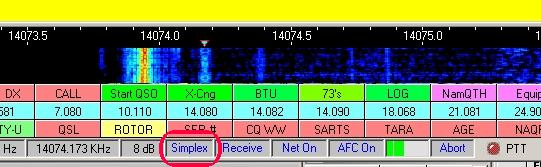 14073.5 14074.0 14074.5 14075.0
DX CALL Start QSO X-Cng BTU 73's LOG NamQTH Equip
581 7.080 10.110 14.080 14.082 14.090 18.068 21.081 24.90
TY-U QSL ROTOR SER # CQ WW SARTS TARA AGE NAQR
Hz 14074.173 KHz 8 dB Simplex Receive Net On AFC On Abort PTT